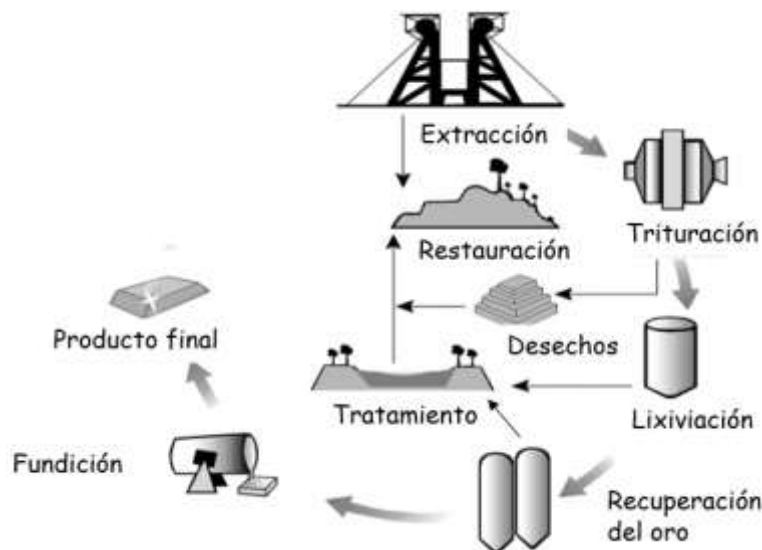 Extracción
Trituración
Restauración
Producto final
Desechos
Tratamiento
Lixiviación
Fundición
Recuperación
del oro